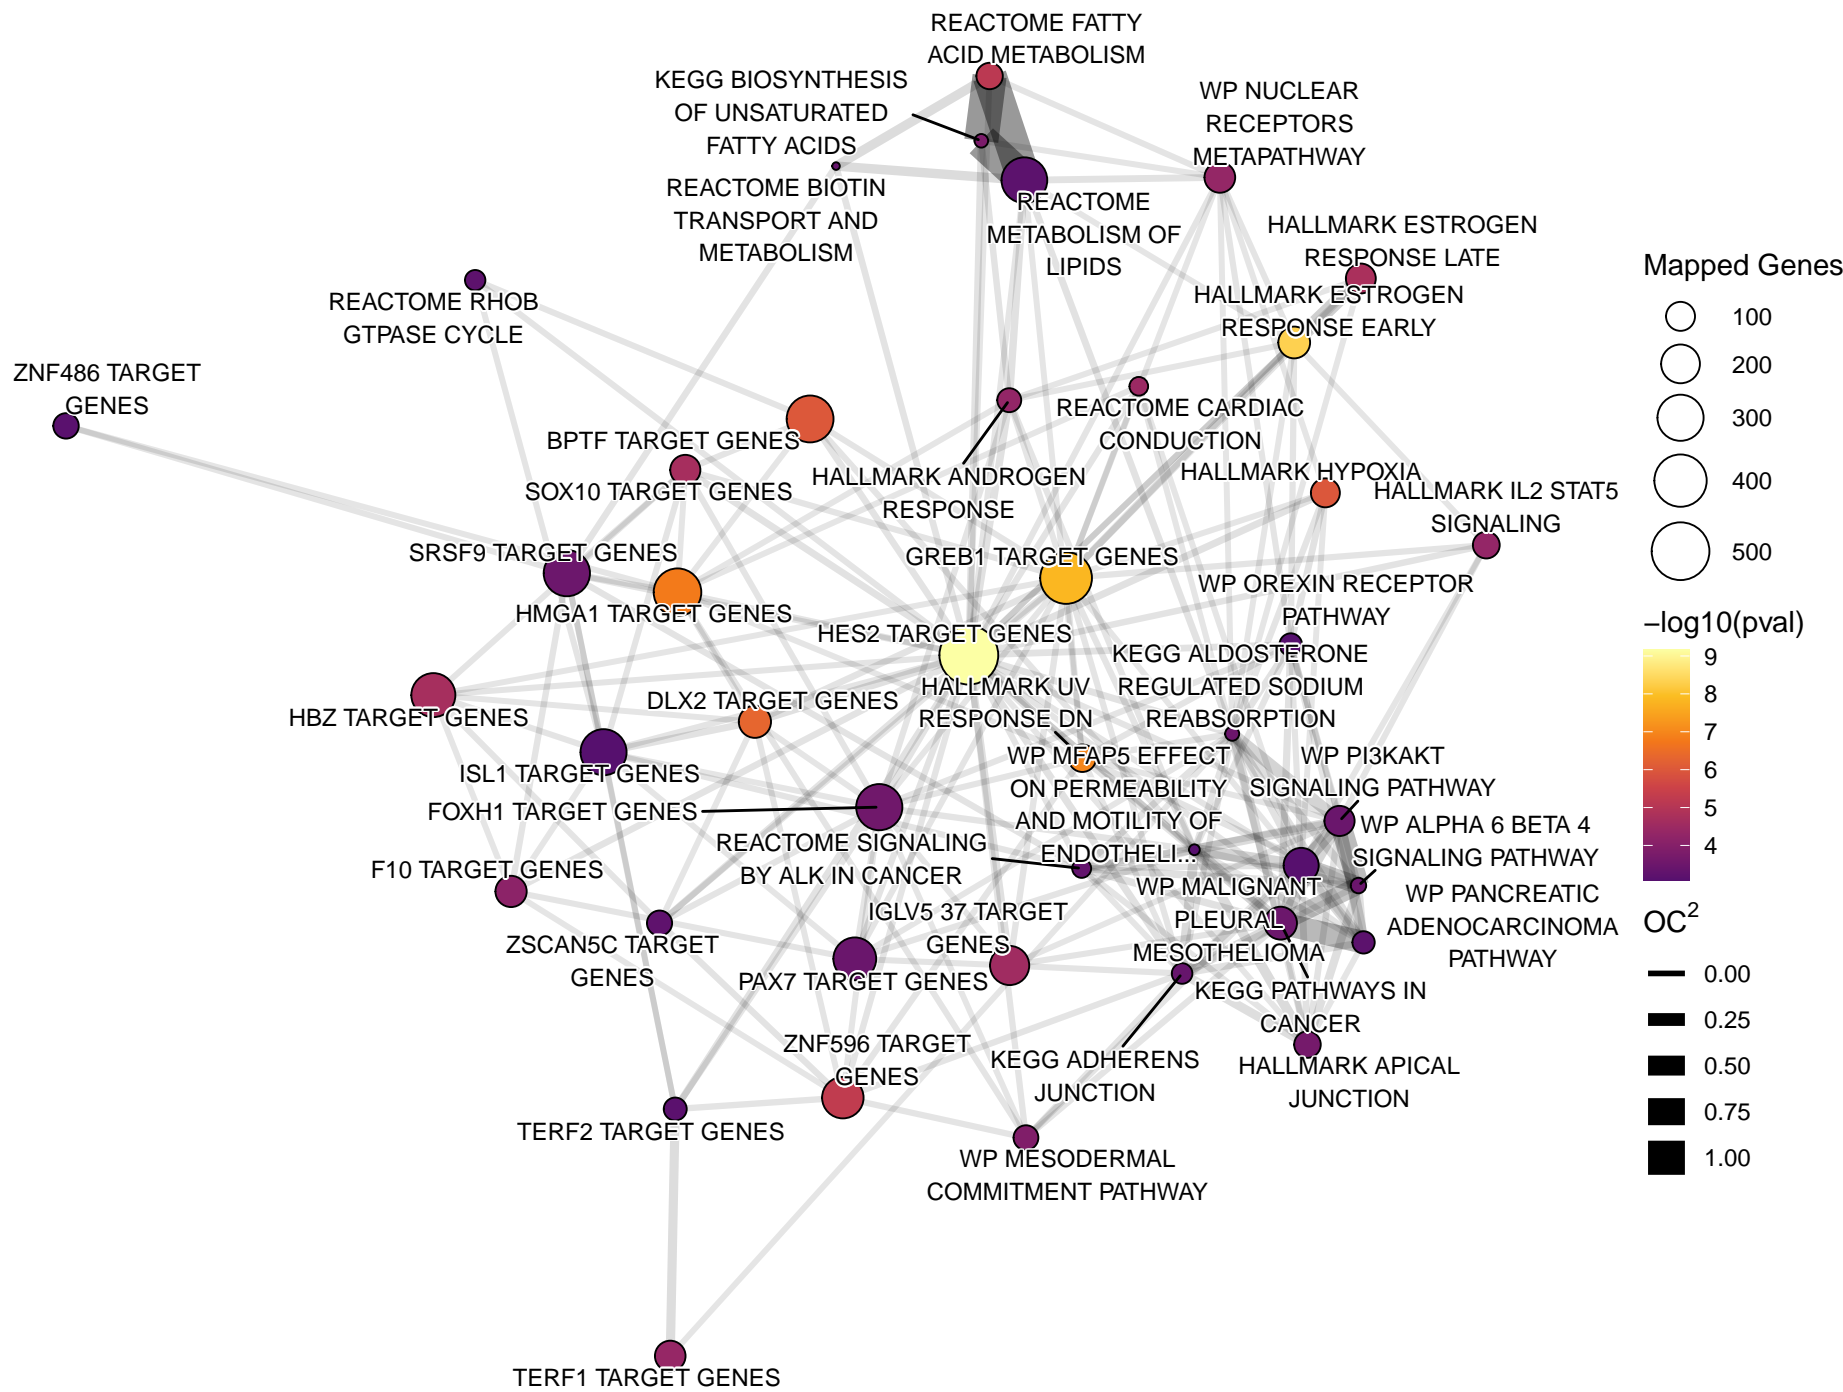 REACTOME FATTY
ACID METABOLISM
KEGG BIOSYNTHESIS
OF UNSATURATED
FATTY ACIDS
WP NUCLEAR
RECEPTORS
METAPATHWAY
REACTOME BIOTIN
TRANSPORT AND
METABOLISM
REACTOME
METABOLISM OF
LIPIDS
HALLMARK ESTROGEN
RESPONSE LATE
HALLMARK ESTROGEN
RESPONSE EARLY
REACTOME RHOB
GTPASE CYCLE
ZNF486 TARGET
GENES
BPTF TARGET GENES
SOX10 TARGET GENES
HALLMARK ANDROGEN
RESPONSE
REACTOME CARDIAC
CONDUCTION
HALLMARK HYPOXIA
HALLMARK IL2 STAT5
SIGNALING
SRSF9 TARGET GENES
HMGA1 TARGET GENES
GREB1 TARGET GENES
WP OREXIN RECEPTOR
PATHWAY
HES2 TARGET GENES
KEGG ALDOSTERONE
REGULATED SODIUM
REABSORPTION
HALLMARK UV
RESPONSE DN
DLX2 TARGET GENES
HBZ TARGET GENES
ISL1 TARGET GENES
FOXH1 TARGET GENES
WP MFAP5 EFFECT
ON PERMEABILITY
AND MOTILITY OF
ENDOTHELI...
WP PI3KAKT
SIGNALING PATHWAY
WP ALPHA 6 BETA 4
SIGNALING PATHWAY
REACTOME SIGNALING
BY ALK IN CANCER
F10 TARGET GENES
WP MALIGNANT
PLEURAL
MESOTHELIOMA
WP PANCREATIC
ADENOCARCINOMA
PATHWAY
IGLV5 37 TARGET
GENES
ZSCAN5C TARGET
GENES
PAX7 TARGET GENES
KEGG PATHWAYS IN
CANCER
ZNF596 TARGET
GENES
KEGG ADHERENS
JUNCTION
HALLMARK APICAL
JUNCTION
TERF2 TARGET GENES
WP MESODERMAL
COMMITMENT PATHWAY
TERF1 TARGET GENES
Mapped Genes
100
200
300
400
500
−log10(pval)
9
8
7
6
5
4
OC²
0.00
0.25
0.50
0.75
1.00